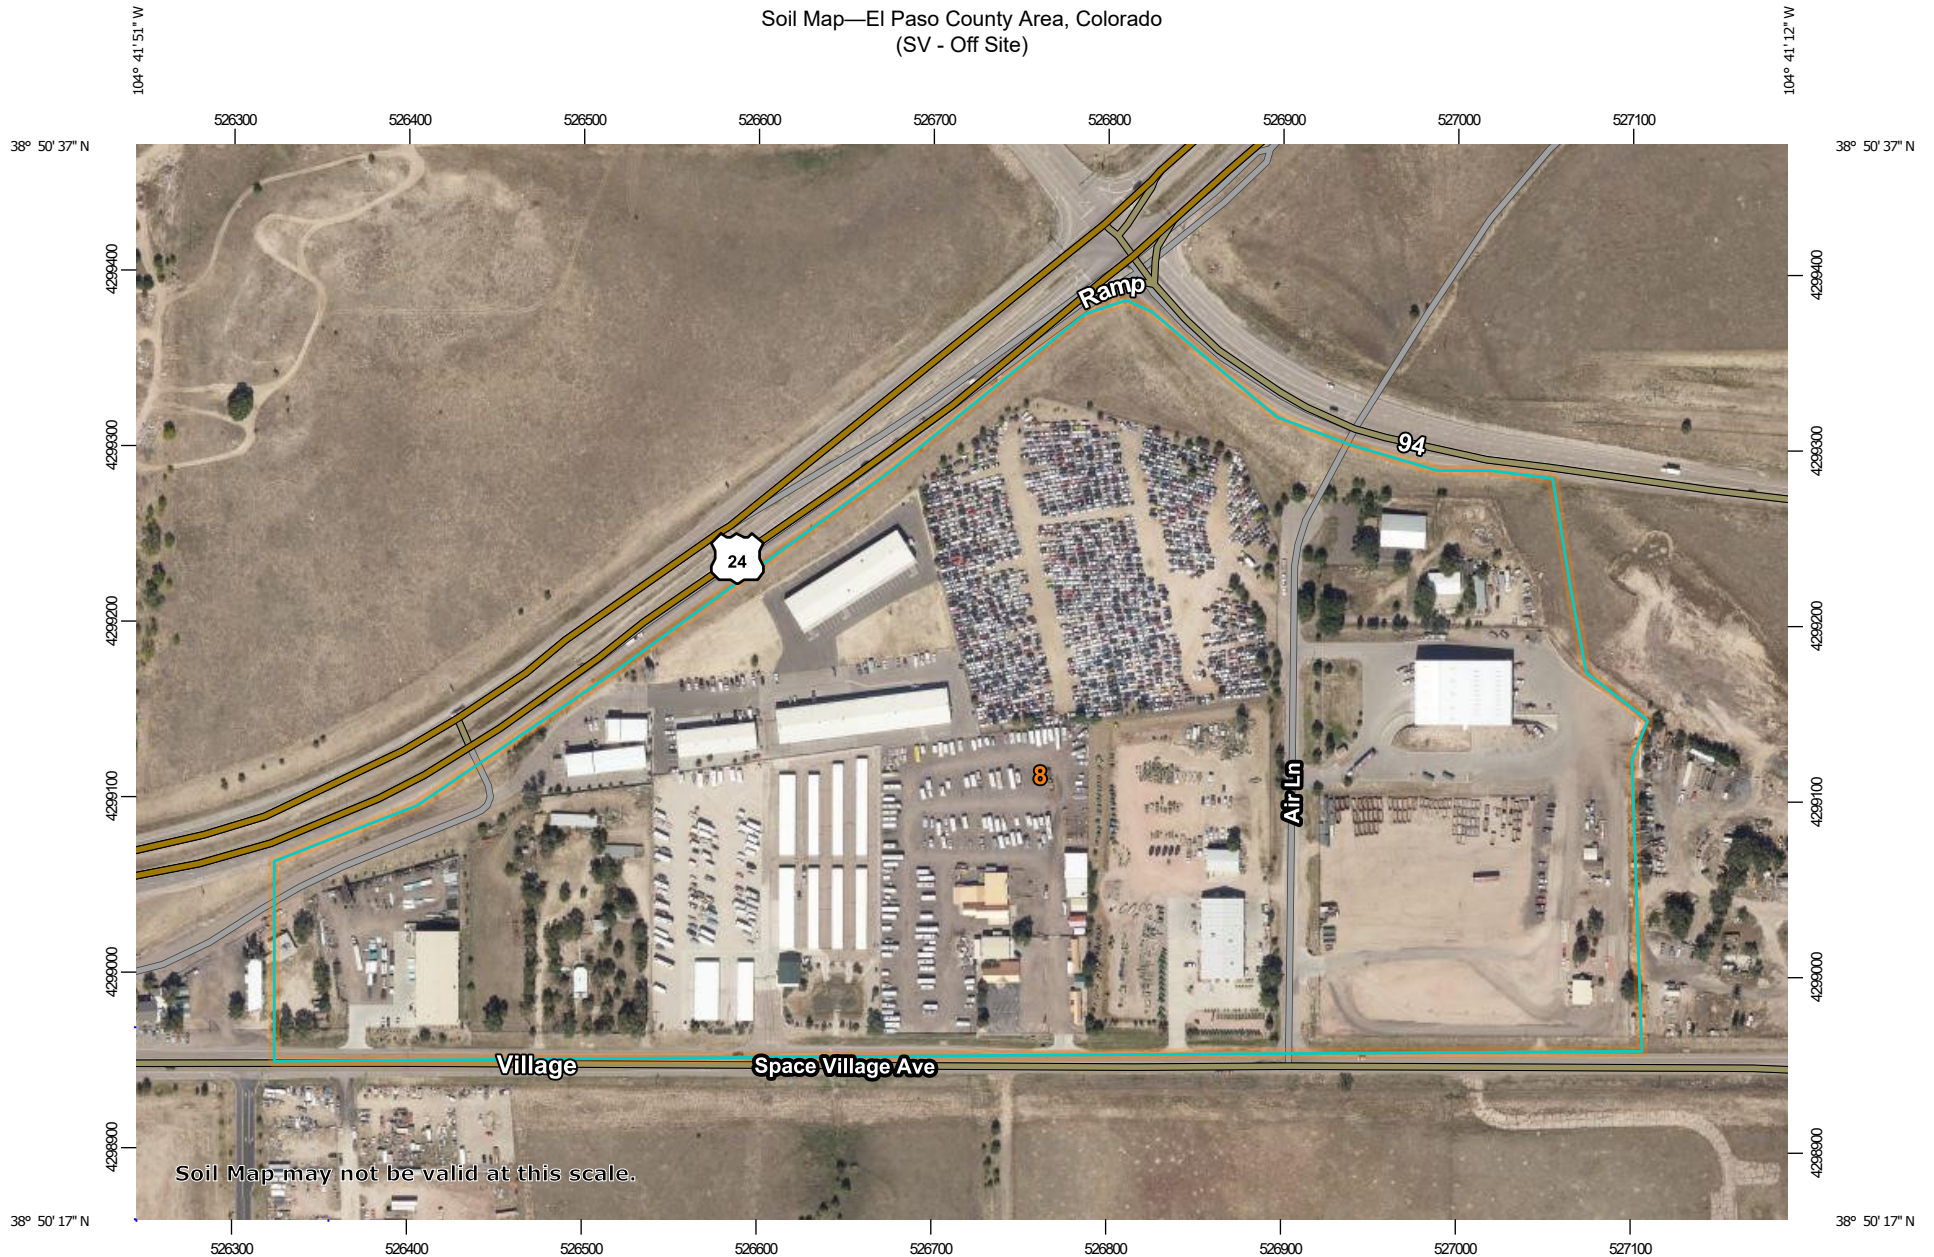 Soil Map—El Paso County Area, Colorado
(SV - Off Site)
104° 41' 51" W
104° 41' 12" W
526300 526400 526500 526600 526700 526800 526900 527000 527100
38° 50' 37" N
38° 50' 37" N
4299400
4299400
Ramp
94
4299300
4299300
24
4299200
4299200
8
4299100
4299100
Air Ln
4299000
4299000
Village
Space Village Ave
4298900
4298900
Soil Map may not be valid at this scale.
38° 50' 17" N
38° 50' 17" N
526300 526400 526500 526600 526700 526800 526900 527000 527100